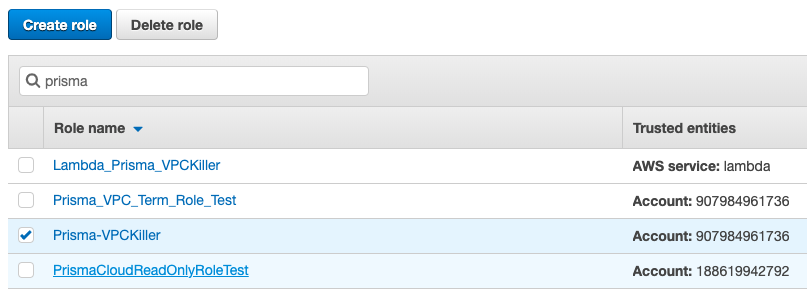 Create role Delete role
prisma
Role name Trusted entities
Lambda_Prisma_VPCKiller AWS service: lambda
Prisma_VPC_Term_Role_Test Account: 907984961736
Prisma-VPCKiller Account: 907984961736
PrismaCloudReadOnlyRoleTest Account: 188619942792